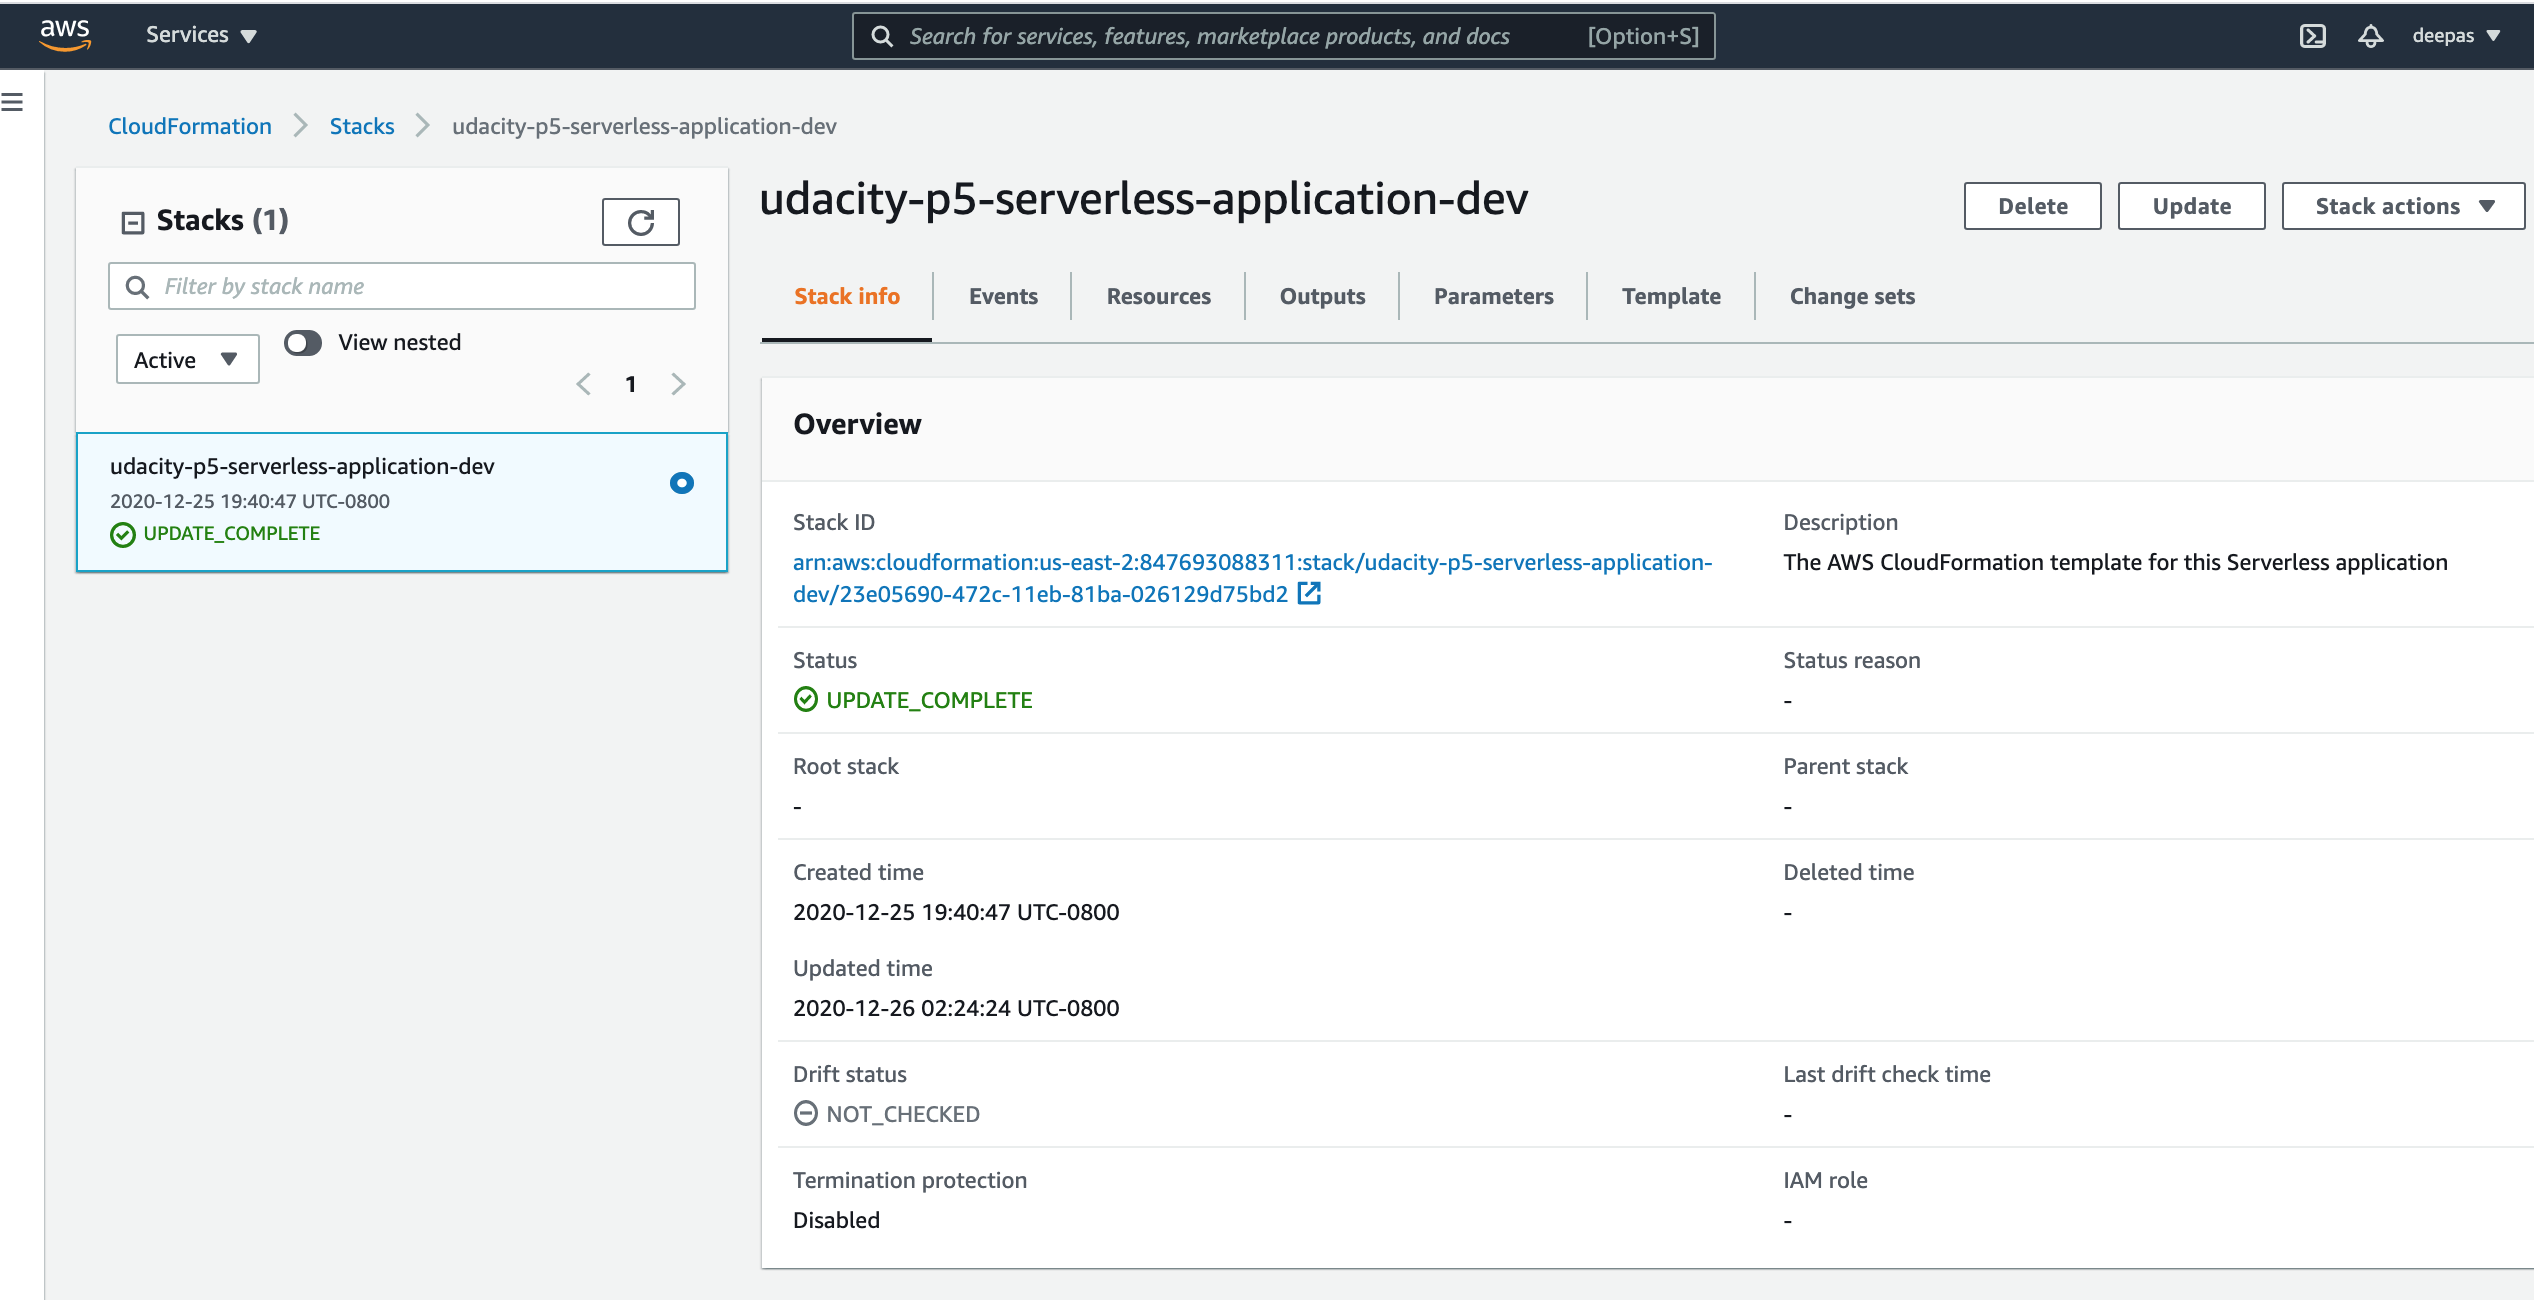 aws
Services
Search for services, features, marketplace products, and docs [Option+S]
deepas
CloudFormation Stacks udacity-p5-serverless-application-dev
Stacks (1)
Filter by stack name
Active
View nested
1
udacity-p5-serverless-application-dev
2020-12-25 19:40:47 UTC-0800
UPDATE_COMPLETE
udacity-p5-serverless-application-dev
Delete Update Stack actions
Stack info Events Resources Outputs Parameters Template Change sets
Overview
Stack ID
arn:aws:cloudformation:us-east-2:847693088311:stack/udacity-p5-serverless-application-
dev/23e05690-472c-11eb-81ba-026129d75bd2
Description
The AWS CloudFormation template for this Serverless application
Status
UPDATE_COMPLETE
Status reason
-
Root stack
-
Parent stack
-
Created time
2020-12-25 19:40:47 UTC-0800
Deleted time
-
Updated time
2020-12-26 02:24:24 UTC-0800
Drift status
NOT_CHECKED
Last drift check time
-
Termination protection
Disabled
IAM role
-